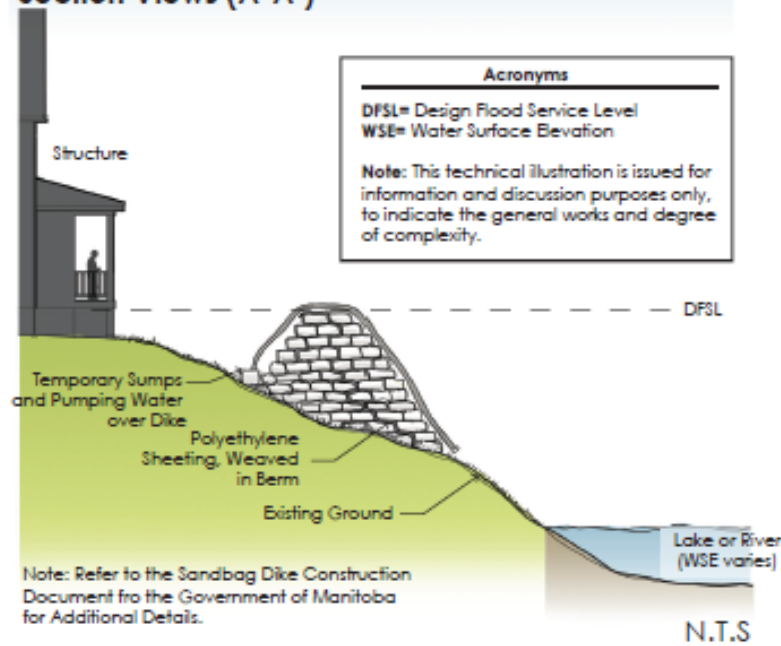 Section Views (A-A')
Acronyms
DFSL= Design Flood Service Level
WSE= Water Surface Elevation
Note: This technical illustration is issued for
information and discussion purposes only,
to indicate the general works and degree
of complexity.
Structure
DFSL
Temporary Sumps
and Pumping Water
over Dike
Polyethylene
Sheeting, Weaved
in Berm
Existing Ground
Lake or River
(WSE varies)
Note: Refer to the Sandbag Dike Construction
Document fro the Government of Manitoba
for Additional Details.
N.T.S